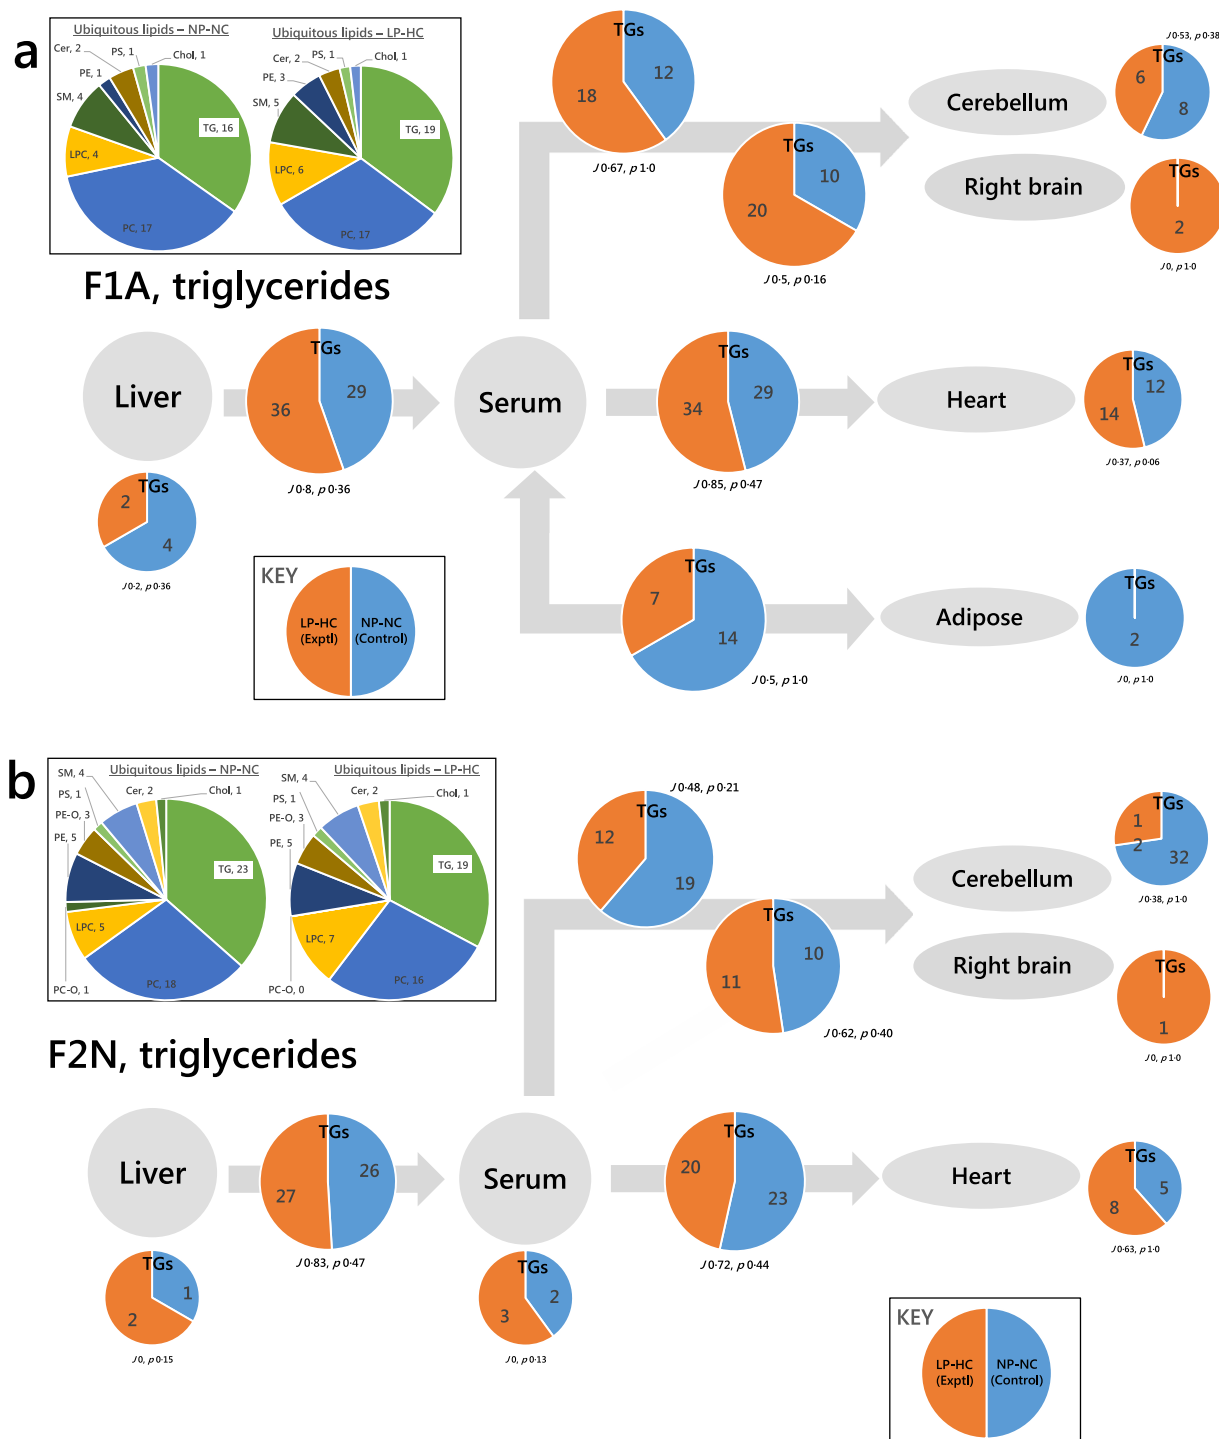 a
Ubiquitous lipids – NP-NC
Ubiquitous lipids – LP-HC
Cer, 2
PS, 1
Chol, 1
PE, 1
SM, 4
LPC, 4
TG, 16
PC, 17
Cer, 2
PS, 1
Chol, 1
PE, 3
SM, 5
LPC, 6
TG, 19
PC, 17
F1A, triglycerides
TGs
18
12
J 0·67, p 1·0
TGs
20
10
J 0·5, p 0·16
Cerebellum
J 0·53, p 0·38
TGs
6
8
Right brain
TGs
2
J 0, p 1·0
Liver
TGs
36
29
J 0·8, p 0·36
Serum
TGs
34
29
J 0·85, p 0·47
Heart
TGs
14
12
J 0·37, p 0·06
TGs
2
4
J 0·2, p 0·36
KEY
LP-HC
(Exptl)
NP-NC
(Control)
TGs
7
14
J 0·5, p 1·0
Adipose
TGs
2
J 0, p 1·0
b
Ubiquitous lipids – NP-NC
Ubiquitous lipids – LP-HC
SM, 4
Cer, 2
Chol, 1
PS, 1
PE-O, 3
PE, 5
TG, 23
LPC, 5
PC-O, 1
PC, 18
SM, 4
PS, 1
PE-O, 3
PE, 5
TG, 19
LPC, 7
PC-O, 0
PC, 16
F2N, triglycerides
J 0·48, p 0·21
TGs
12
19
TGs
11
10
J 0·62, p 0·40
Cerebellum
TGs
1
2
32
J 0·38, p 1·0
Right brain
TGs
1
J 0, p 1·0
Liver
TGs
27
26
J 0·83, p 0·47
Serum
TGs
20
23
J 0·72, p 0·44
Heart
TGs
8
5
J 0·63, p 1·0
TGs
2
1
J 0, p 0·15
TGs
3
2
J 0, p 0·13
KEY
LP-HC
(Exptl)
NP-NC
(Control)